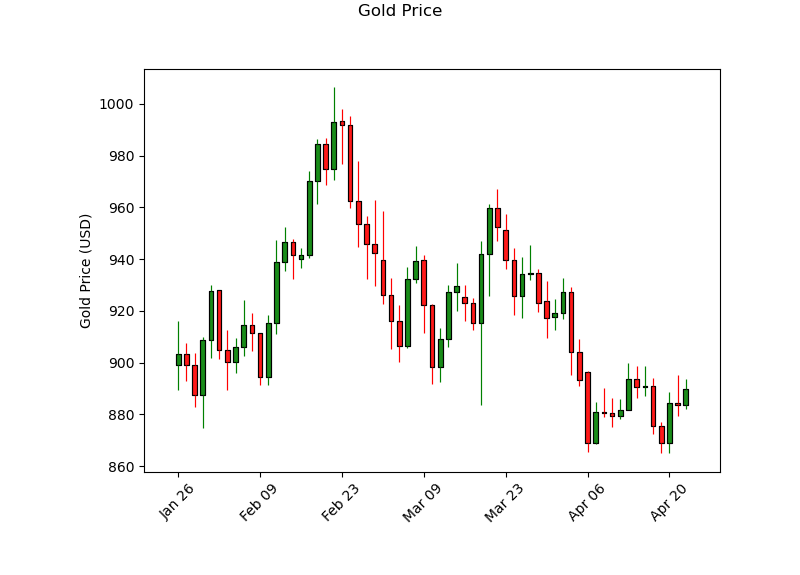 Gold Price
Gold Price (USD)
1000
980
960
940
920
900
880
860
Jan 26
Feb 09
Feb 23
Mar 09
Mar 23
Apr 06
Apr 20